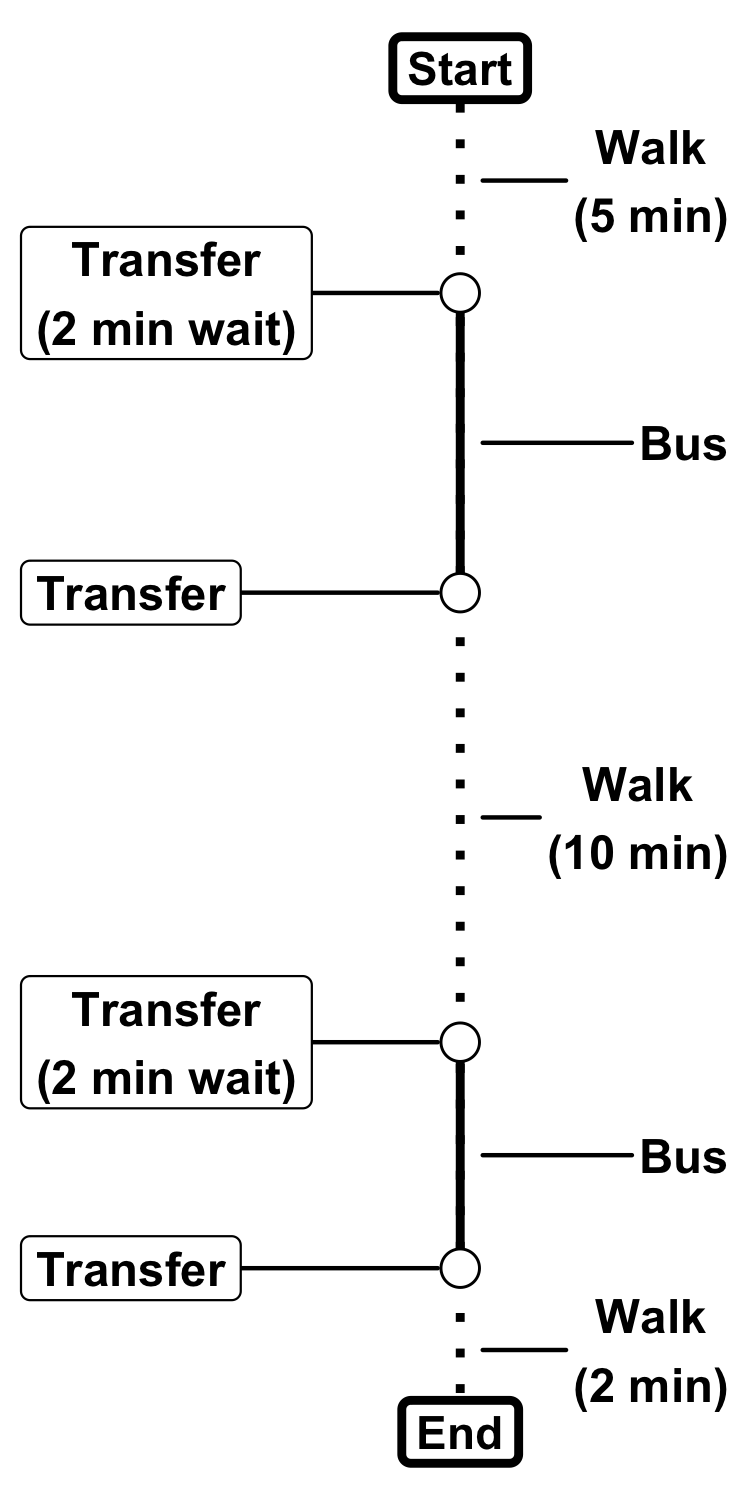 Start
Walk
(5 min)
Transfer
(2 min wait)
Bus
Transfer
Walk
(10 min)
Transfer
(2 min wait)
Bus
Transfer
Walk
(2 min)
End